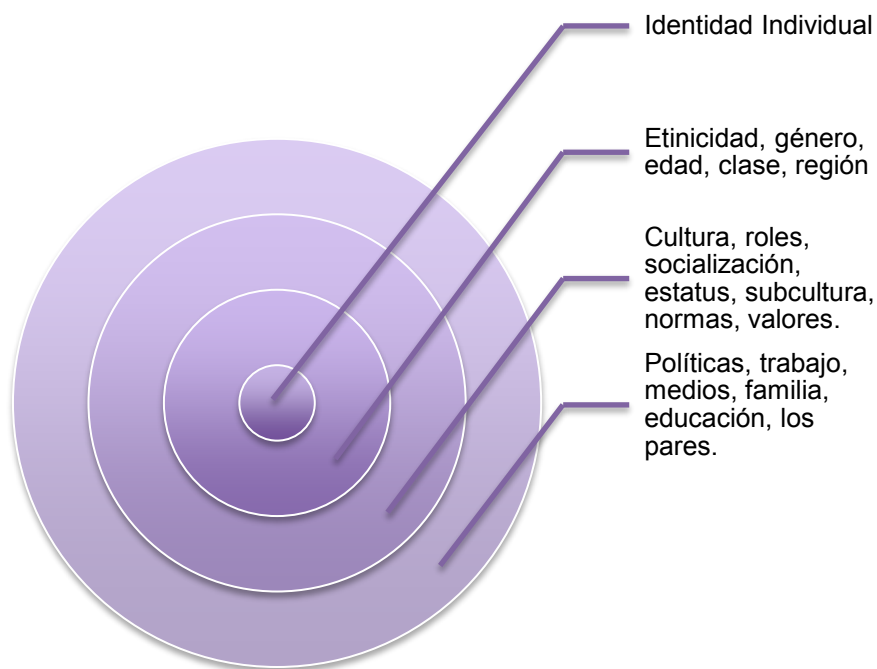 Identidad Individual
Etinicidad, género,
edad, clase, región
Cultura, roles,
socialización,
estatus, subcultura,
normas, valores.
Políticas, trabajo,
medios, familia,
educación, los
pares.